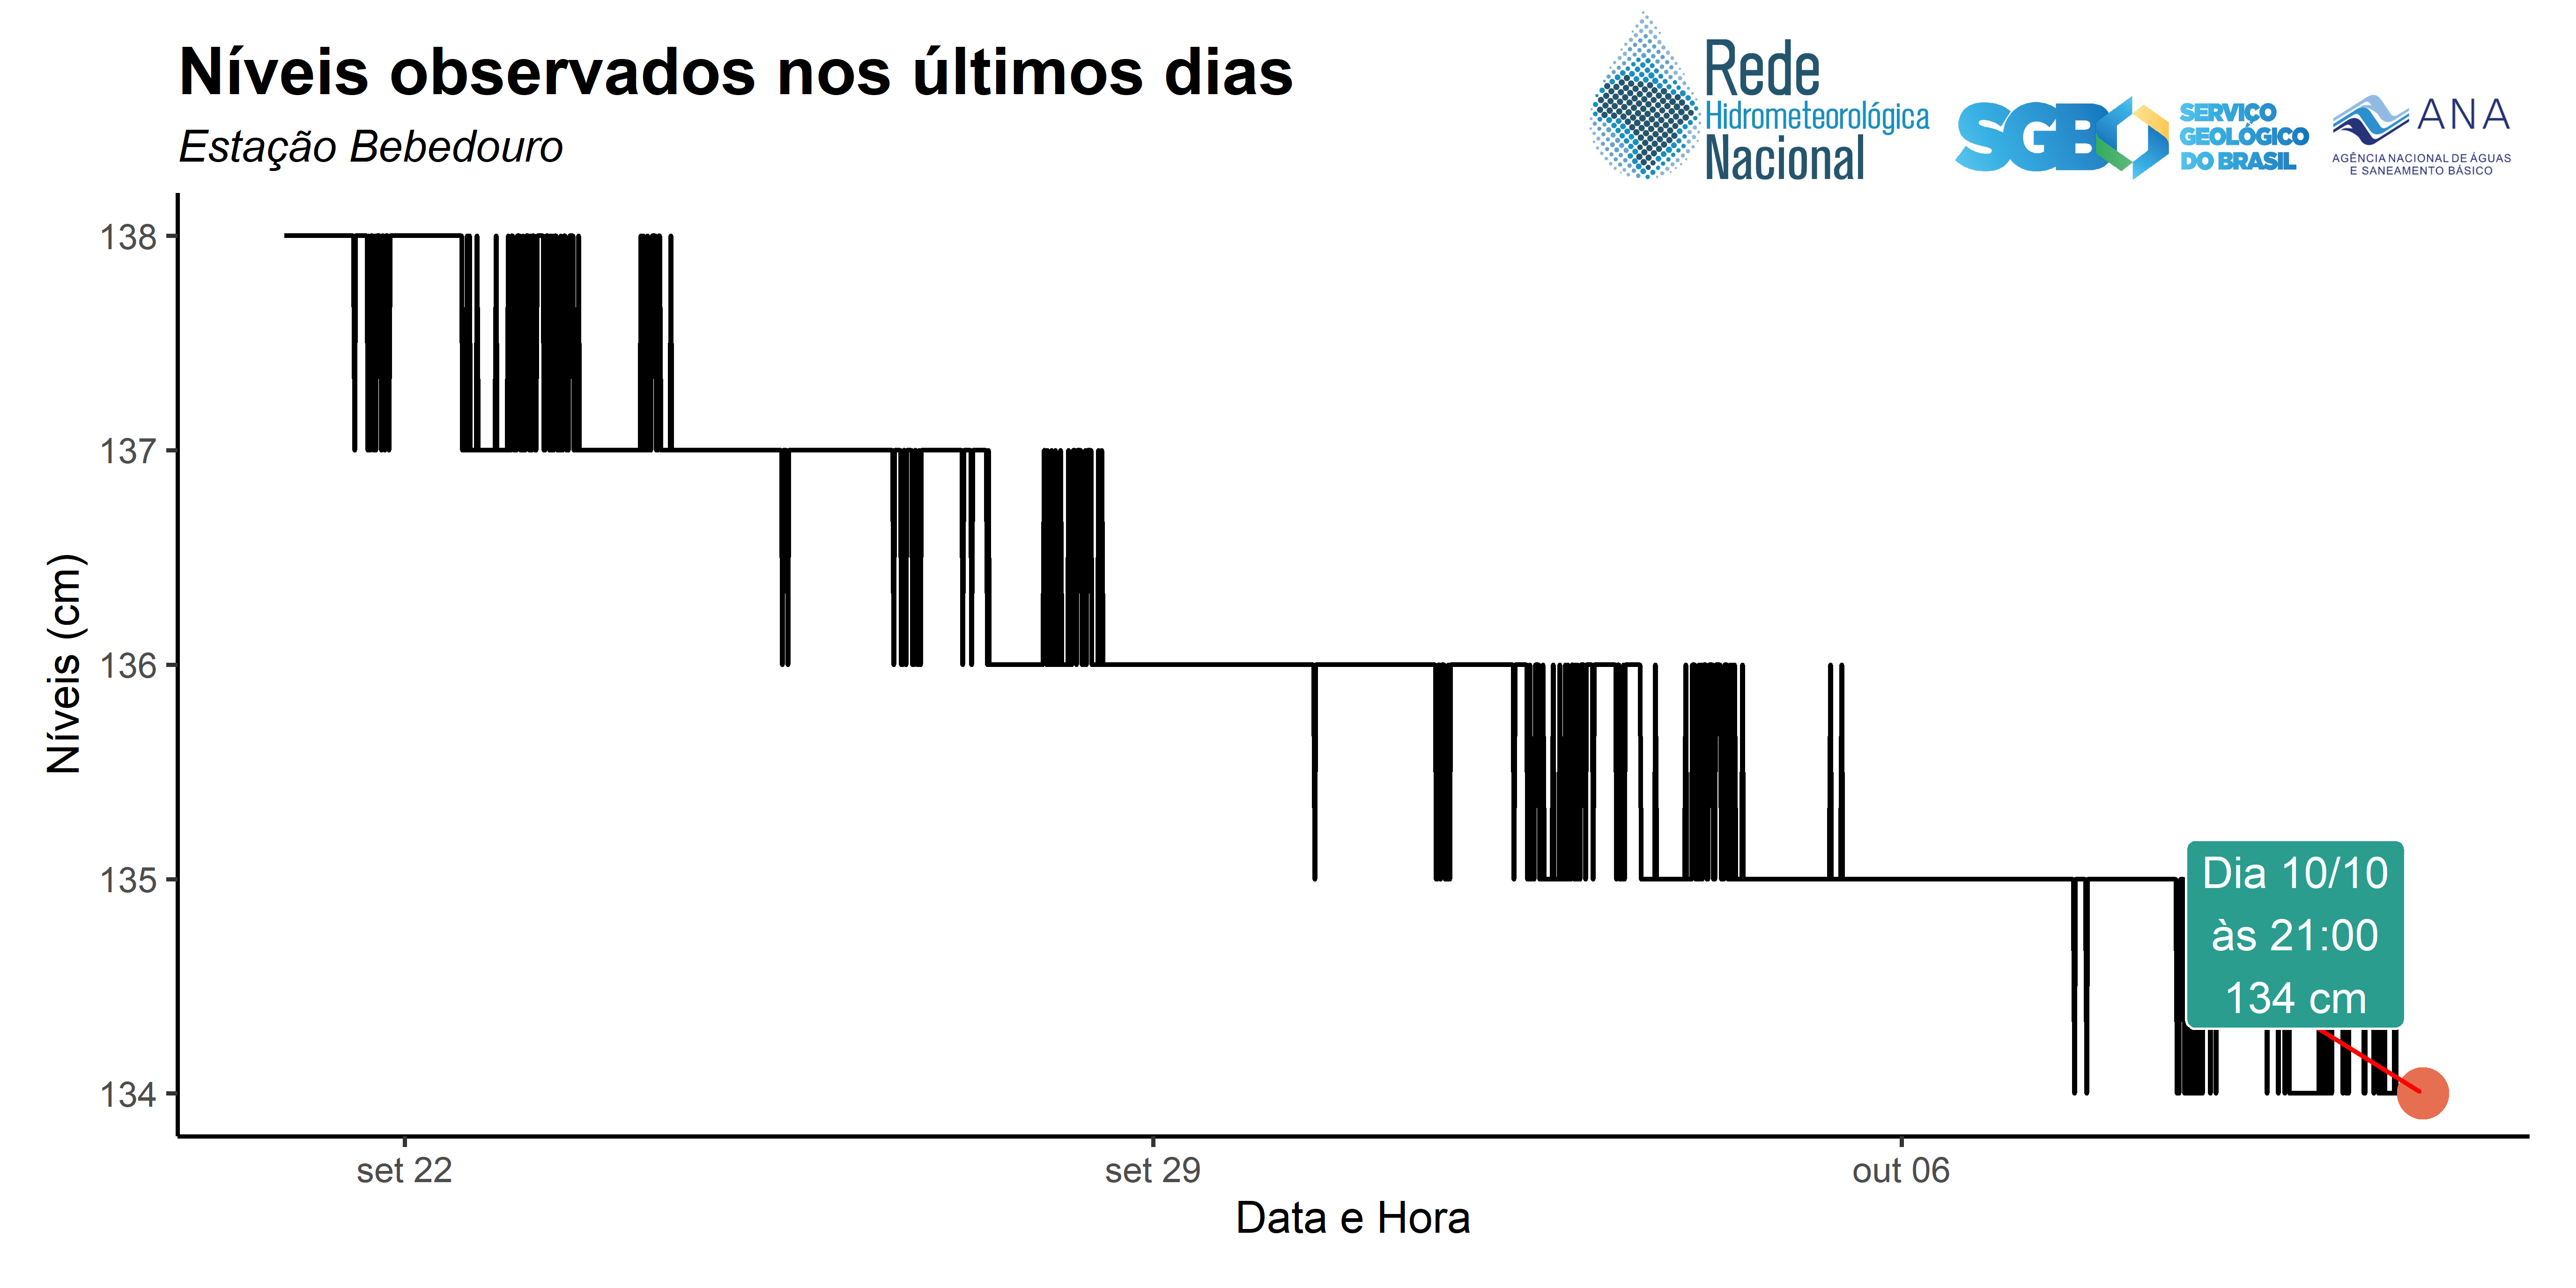 Níveis observados nos últimos dias
Estação Bebedouro
Rede
Hidrometeorológica
Nacional
SGB
SERVIÇO
GEOLÓGICO
DO BRASIL
ANA
AGÊNCIA NACIONAL DE ÁGUAS
E SANEAMENTO BÁSICO
138
137
136
135
134
Níveis (cm)
Dia 10/10
às 21:00
134 cm
set 22
set 29
out 06
Data e Hora